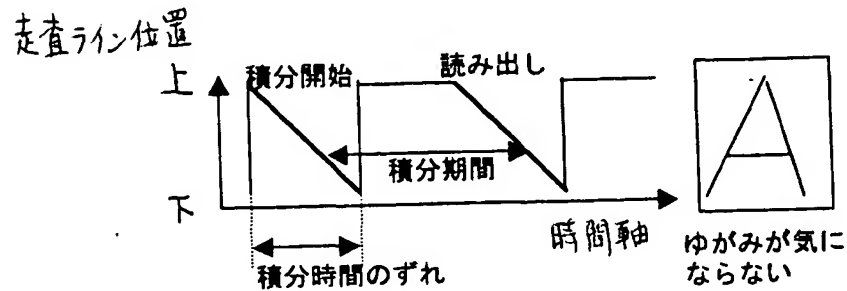 走査ライン位置
上
積分開始
読み出し
積分期間
下
時間軸
積分時間のずれ
A
ゆがみが気に
ならない